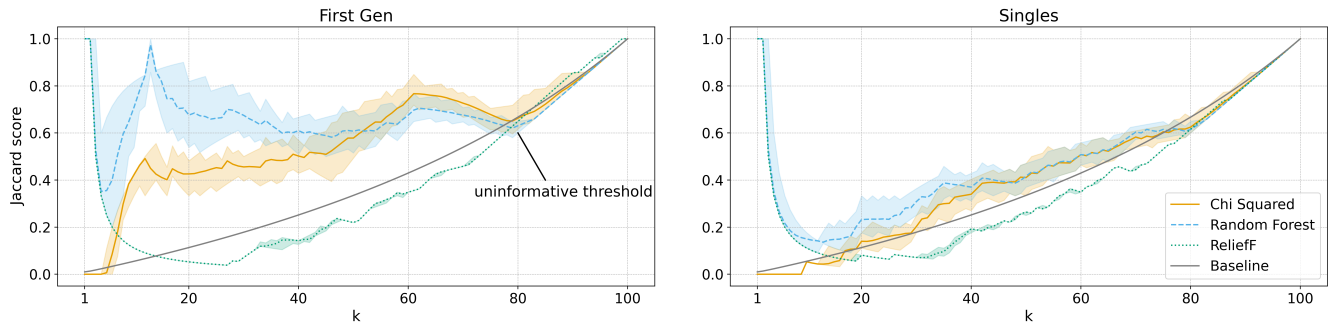 First Gen
Jaccard score
1.0
0.8
0.6
0.4
0.2
0.0
uninformative threshold
1 20 40 60 80 100
k
Singles
1.0
0.8
0.6
0.4
0.2
0.0
Chi Squared
Random Forest
ReliefF
Baseline
1 20 40 60 80 100
k